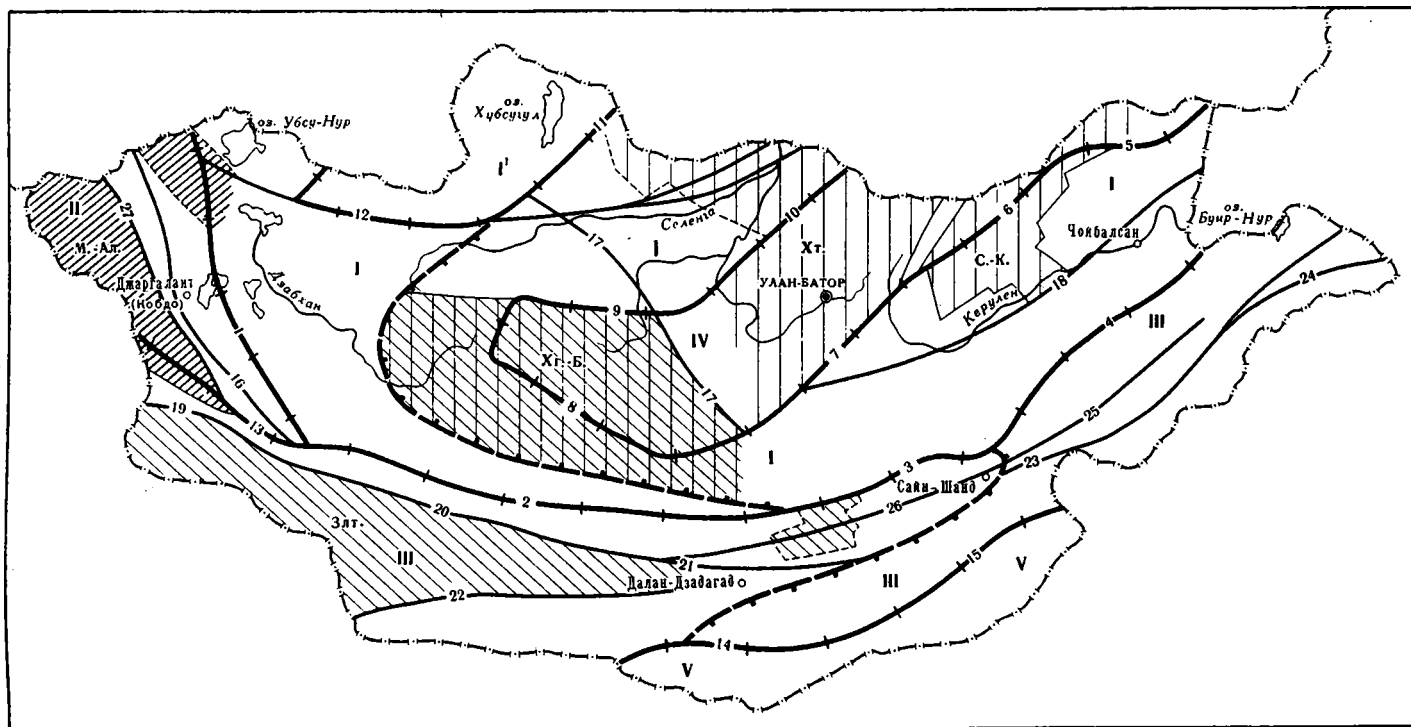 оз. Убсу-Нур
оз.
Хубсугул
11
I'
5
I
II
27
12
6
оз.
Буир-Нур
М.-Ал.
Селенга
17
I
10
Хт.
Чойбалсан
С.-К.
I
Джаргалант
(Кобдо)
Дзабхан
УЛАН-БАТОР
Керулен
18
24
1
9
IV
7
4
III
16
Хг.-Б.
8
17
19
13
25
I
3
23
2
Сайн-Шанд
20
26
Злт.
III
21
Далан-Дзадагад
III
15
V
22
14
V